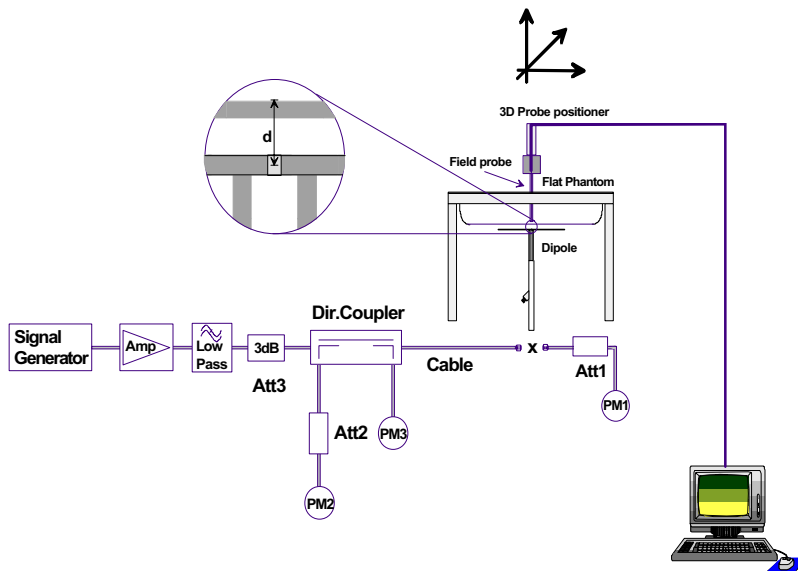 3D Probe positioner
d
Field probe
Flat Phantom
Dipole
Dir.Coupler
Signal
Generator
Amp
Low
Pass
3dB
Cable
x
Att3
Att1
PM1
Att2
PM3
PM2